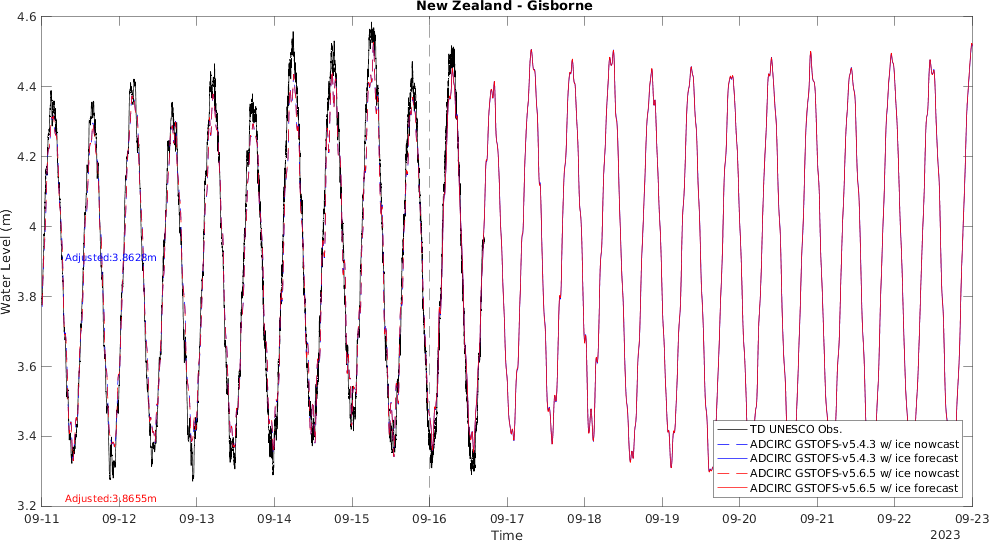 New Zealand - Gisborne
Water Level (m)
4.6
4.4
4.2
4
3.8
3.6
3.4
3.2
Adjusted:3.8628m
Adjusted:3.8655m
TD UNESCO Obs.
ADCIRC GSTOFS-v5.4.3 w/ ice nowcast
ADCIRC GSTOFS-v5.4.3 w/ ice forecast
ADCIRC GSTOFS-v5.6.5 w/ ice nowcast
ADCIRC GSTOFS-v5.6.5 w/ ice forecast
09-11 09-12 09-13 09-14 09-15 09-16 09-17 09-18 09-19 09-20 09-21 09-22 09-23
Time
2023